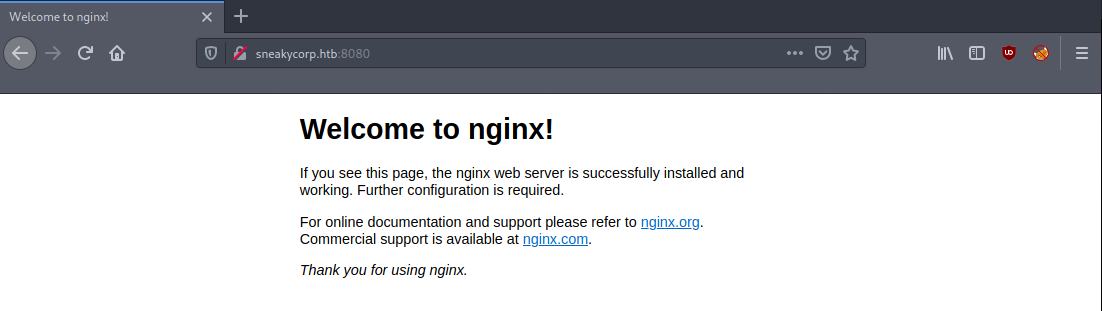 Welcome to nginx!
sneakycorp.htb:8080
Welcome to nginx!
If you see this page, the nginx web server is successfully installed and
working. Further configuration is required.
For online documentation and support please refer to nginx.org.
Commercial support is available at nginx.com.
Thank you for using nginx.